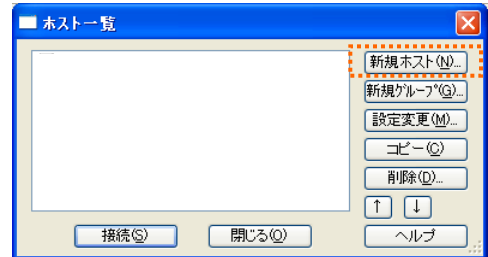 ホスト一覧
新規ホスト(N)...
新規グループ(G)...
設定変更(M)...
コピー(C)
削除(D)...
↑ ↓
接続(S) 閉じる(O) ヘルプ